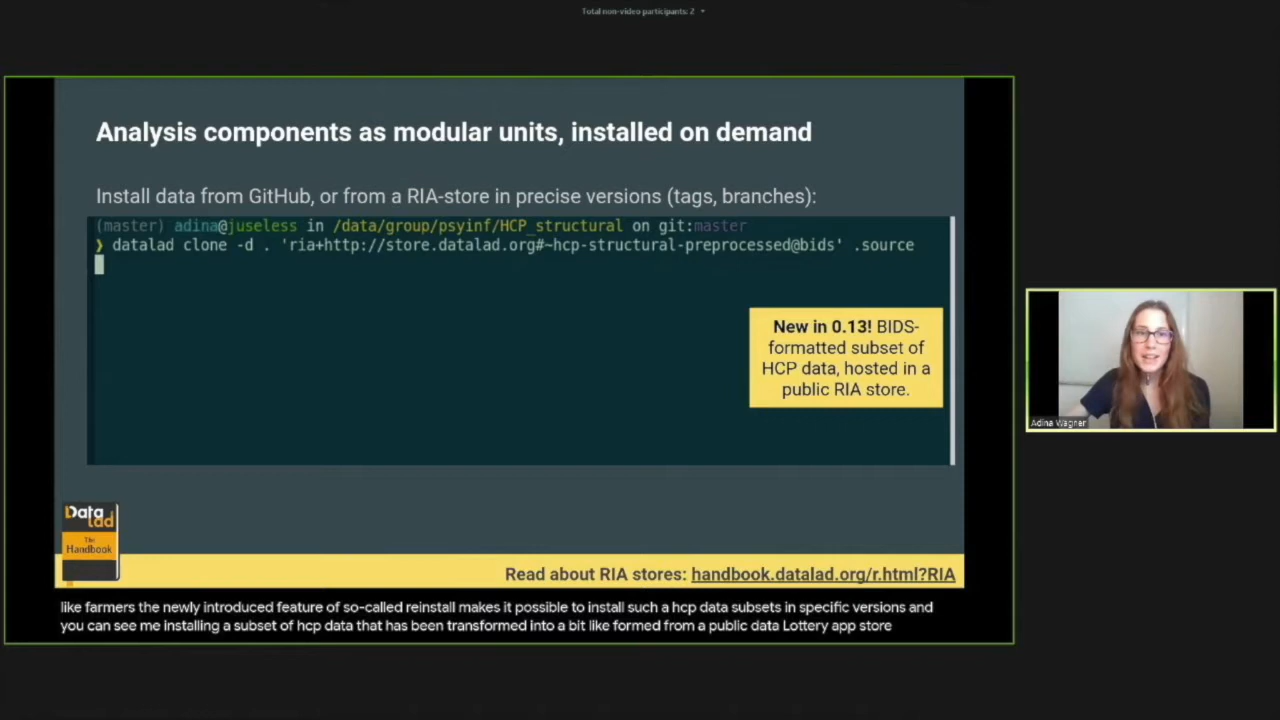 Total non-video participants: 2
Analysis components as modular units, installed on demand
Install data from GitHub, or from a RIA-store in precise versions (tags, branches):
(master) adina@juseless in /data/group/psyinf/HCP_structural on git:master
❯ datalad clone -d . 'ria+http://store.datalad.org#~hcp-structural-preprocessed@bids' .source
New in 0.13! BIDS-
formatted subset of
HCP data, hosted in a
public RIA store.
Adina Wagner
Data
lad
The
Handbook
Read about RIA stores: handbook.datalad.org/r.html?RIA
like farmers the newly introduced feature of so-called reinstall makes it possible to install such a hcp data subsets in specific versions and
you can see me installing a subset of hcp data that has been transformed into a bit like formed from a public data Lottery app store